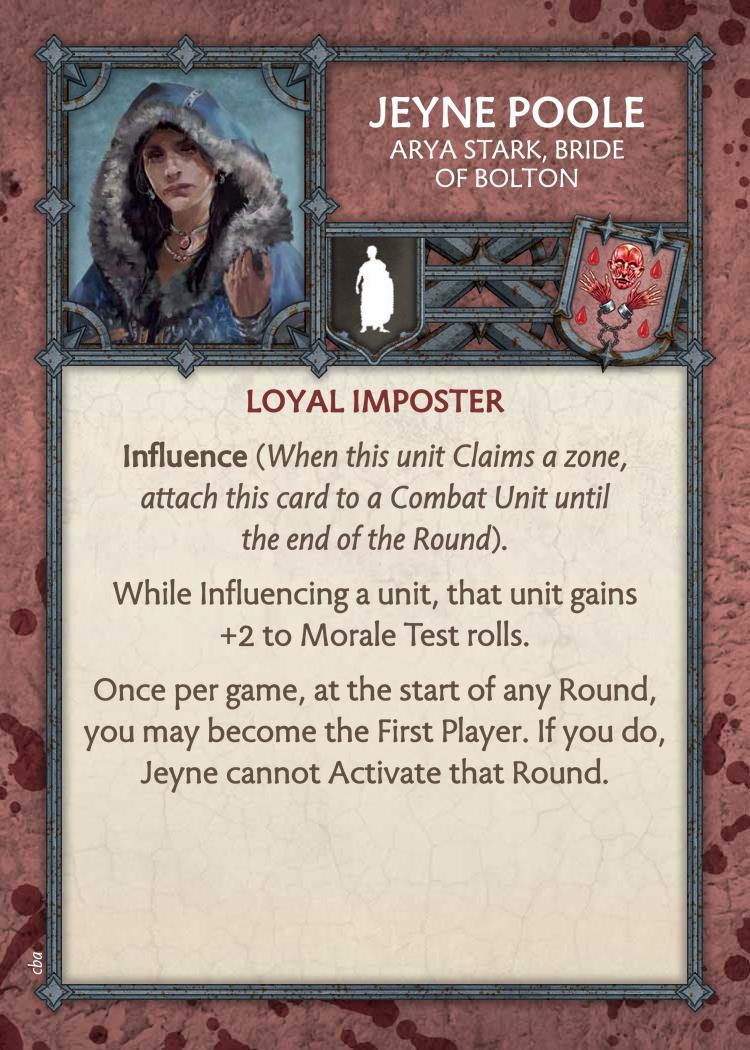 JEYNE POOLE
ARYA STARK, BRIDE
OF BOLTON
LOYAL IMPOSTER
Influence (When this unit Claims a zone,
attach this card to a Combat Unit until
the end of the Round).
While Influencing a unit, that unit gains
+2 to Morale Test rolls.
Once per game, at the start of any Round,
you may become the First Player. If you do,
Jeyne cannot Activate that Round.
cba